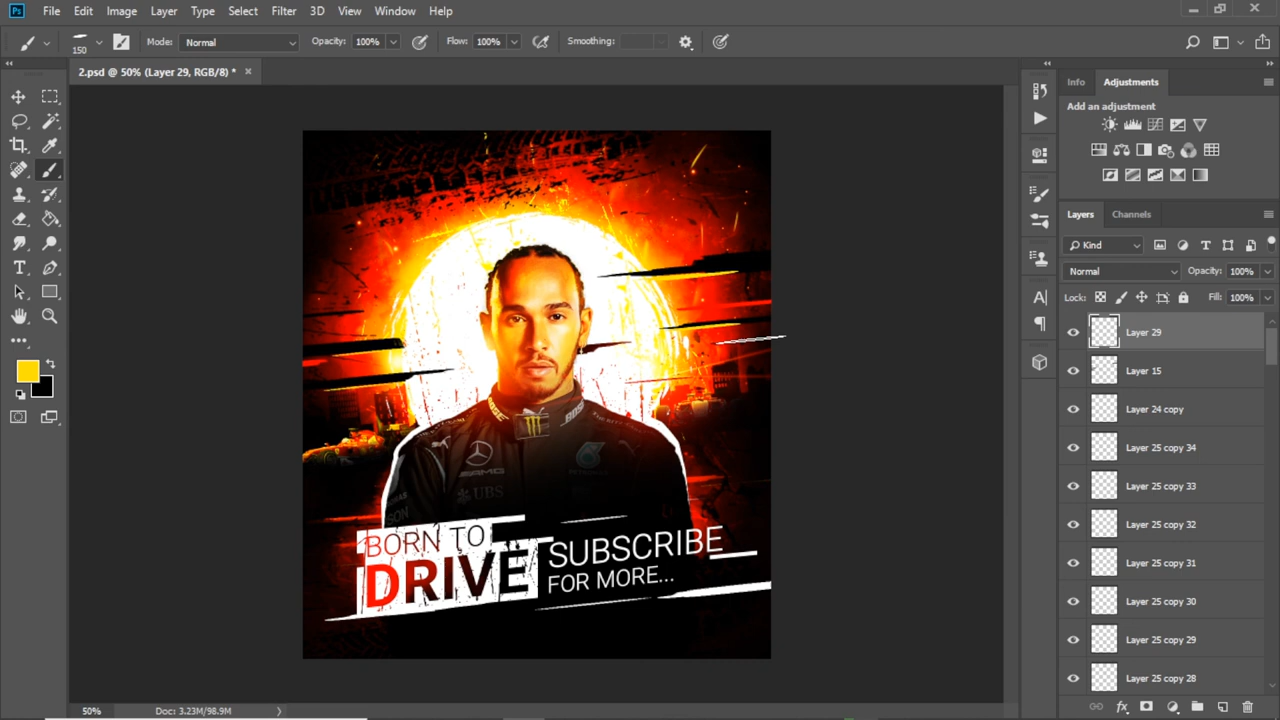 Ps File Edit Image Layer Type Select Filter 3D View Window Help
150 Mode: Normal Opacity: 100% Flow: 100% Smoothing:
2.psd @ 50% (Layer 29, RGB/8) *
Info Adjustments
Add an adjustment
Layers Channels
Kind
Normal Opacity: 100%
Lock: Fill: 100%
Layer 29
Layer 15
Layer 24 copy
Layer 25 copy 34
Layer 25 copy 33
Layer 25 copy 32
Layer 25 copy 31
Layer 25 copy 30
Layer 25 copy 29
Layer 25 copy 28
BOSE
AMG
PETRONAS
UBS
BORN TO
DRIVE
SUBSCRIBE
FOR MORE...
50% Doc: 3.23M/98.9M